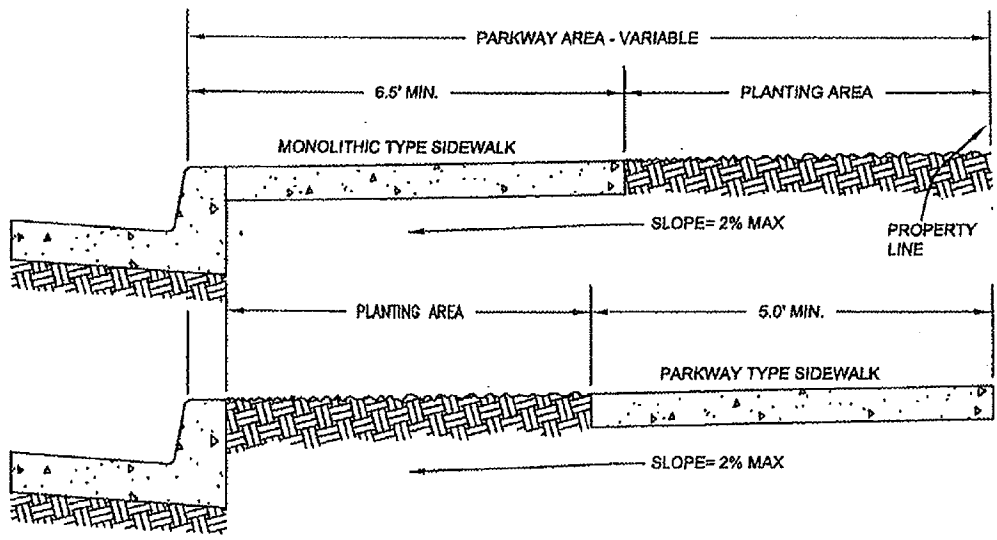 PARKWAY AREA - VARIABLE
6.5' MIN.
PLANTING AREA
MONOLITHIC TYPE SIDEWALK
SLOPE= 2% MAX
PROPERTY
LINE
PLANTING AREA
5.0' MIN.
PARKWAY TYPE SIDEWALK
SLOPE= 2% MAX